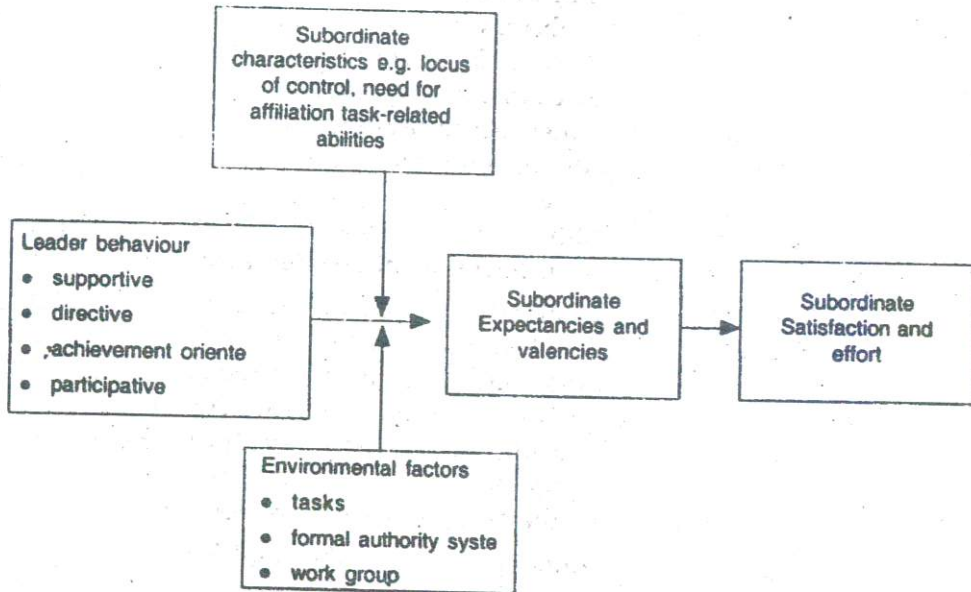 Subordinate
characteristics e.g. locus
of control, need for
affiliation task-related
abilities
Leader behaviour
• supportive
• directive
• achievement oriente
• participative
Subordinate
Expectancies and
valencies
Subordinate
Satisfaction and
effort
Environmental factors
• tasks
• formal authority syste
• work group